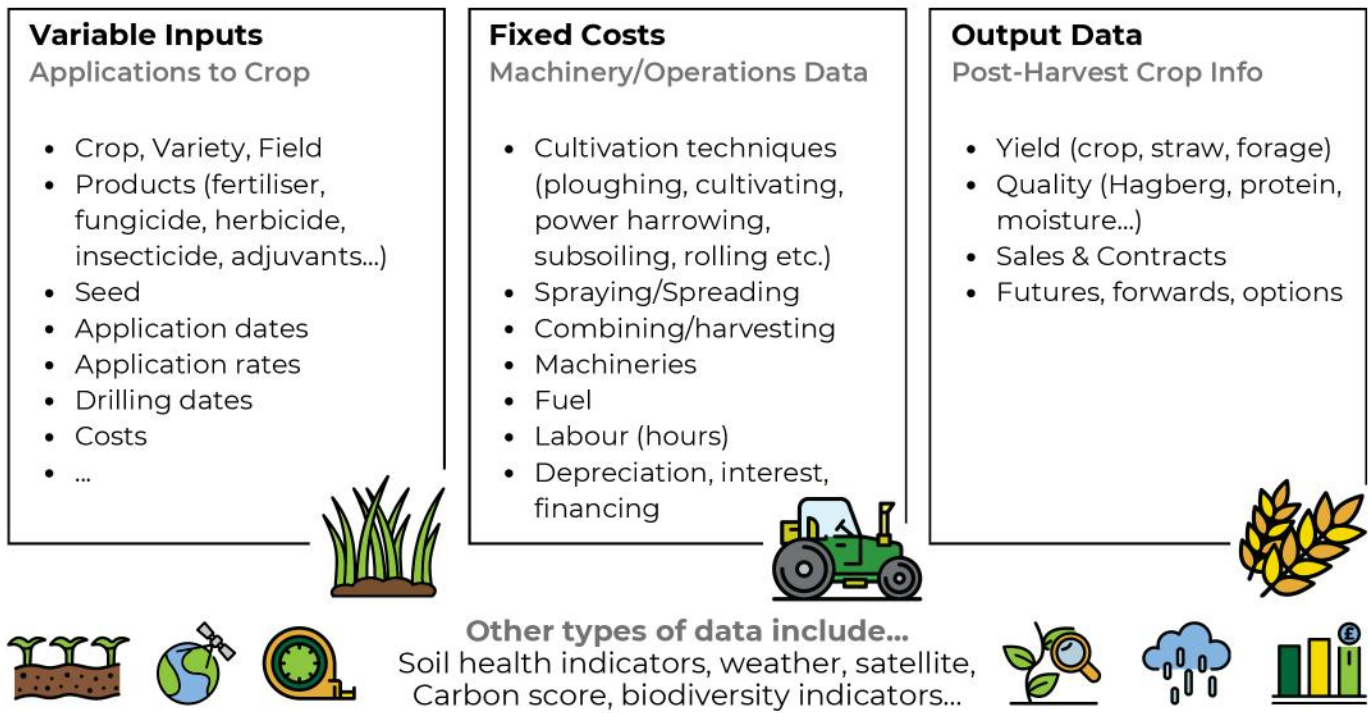 Variable Inputs
Applications to Crop
• Crop, Variety, Field
• Products (fertiliser,
fungicide, herbicide,
insecticide, adjuvants...)
• Seed
• Application dates
• Application rates
• Drilling dates
• Costs
• ...
Fixed Costs
Machinery/Operations Data
• Cultivation techniques
(ploughing, cultivating,
power harrowing,
subsoiling, rolling etc.)
• Spraying/Spreading
• Combining/harvesting
• Machineries
• Fuel
• Labour (hours)
• Depreciation, interest,
financing
Output Data
Post-Harvest Crop Info
• Yield (crop, straw, forage)
• Quality (Hagberg, protein,
moisture...)
• Sales & Contracts
• Futures, forwards, options
Other types of data include...
Soil health indicators, weather, satellite,
Carbon score, biodiversity indicators...
£